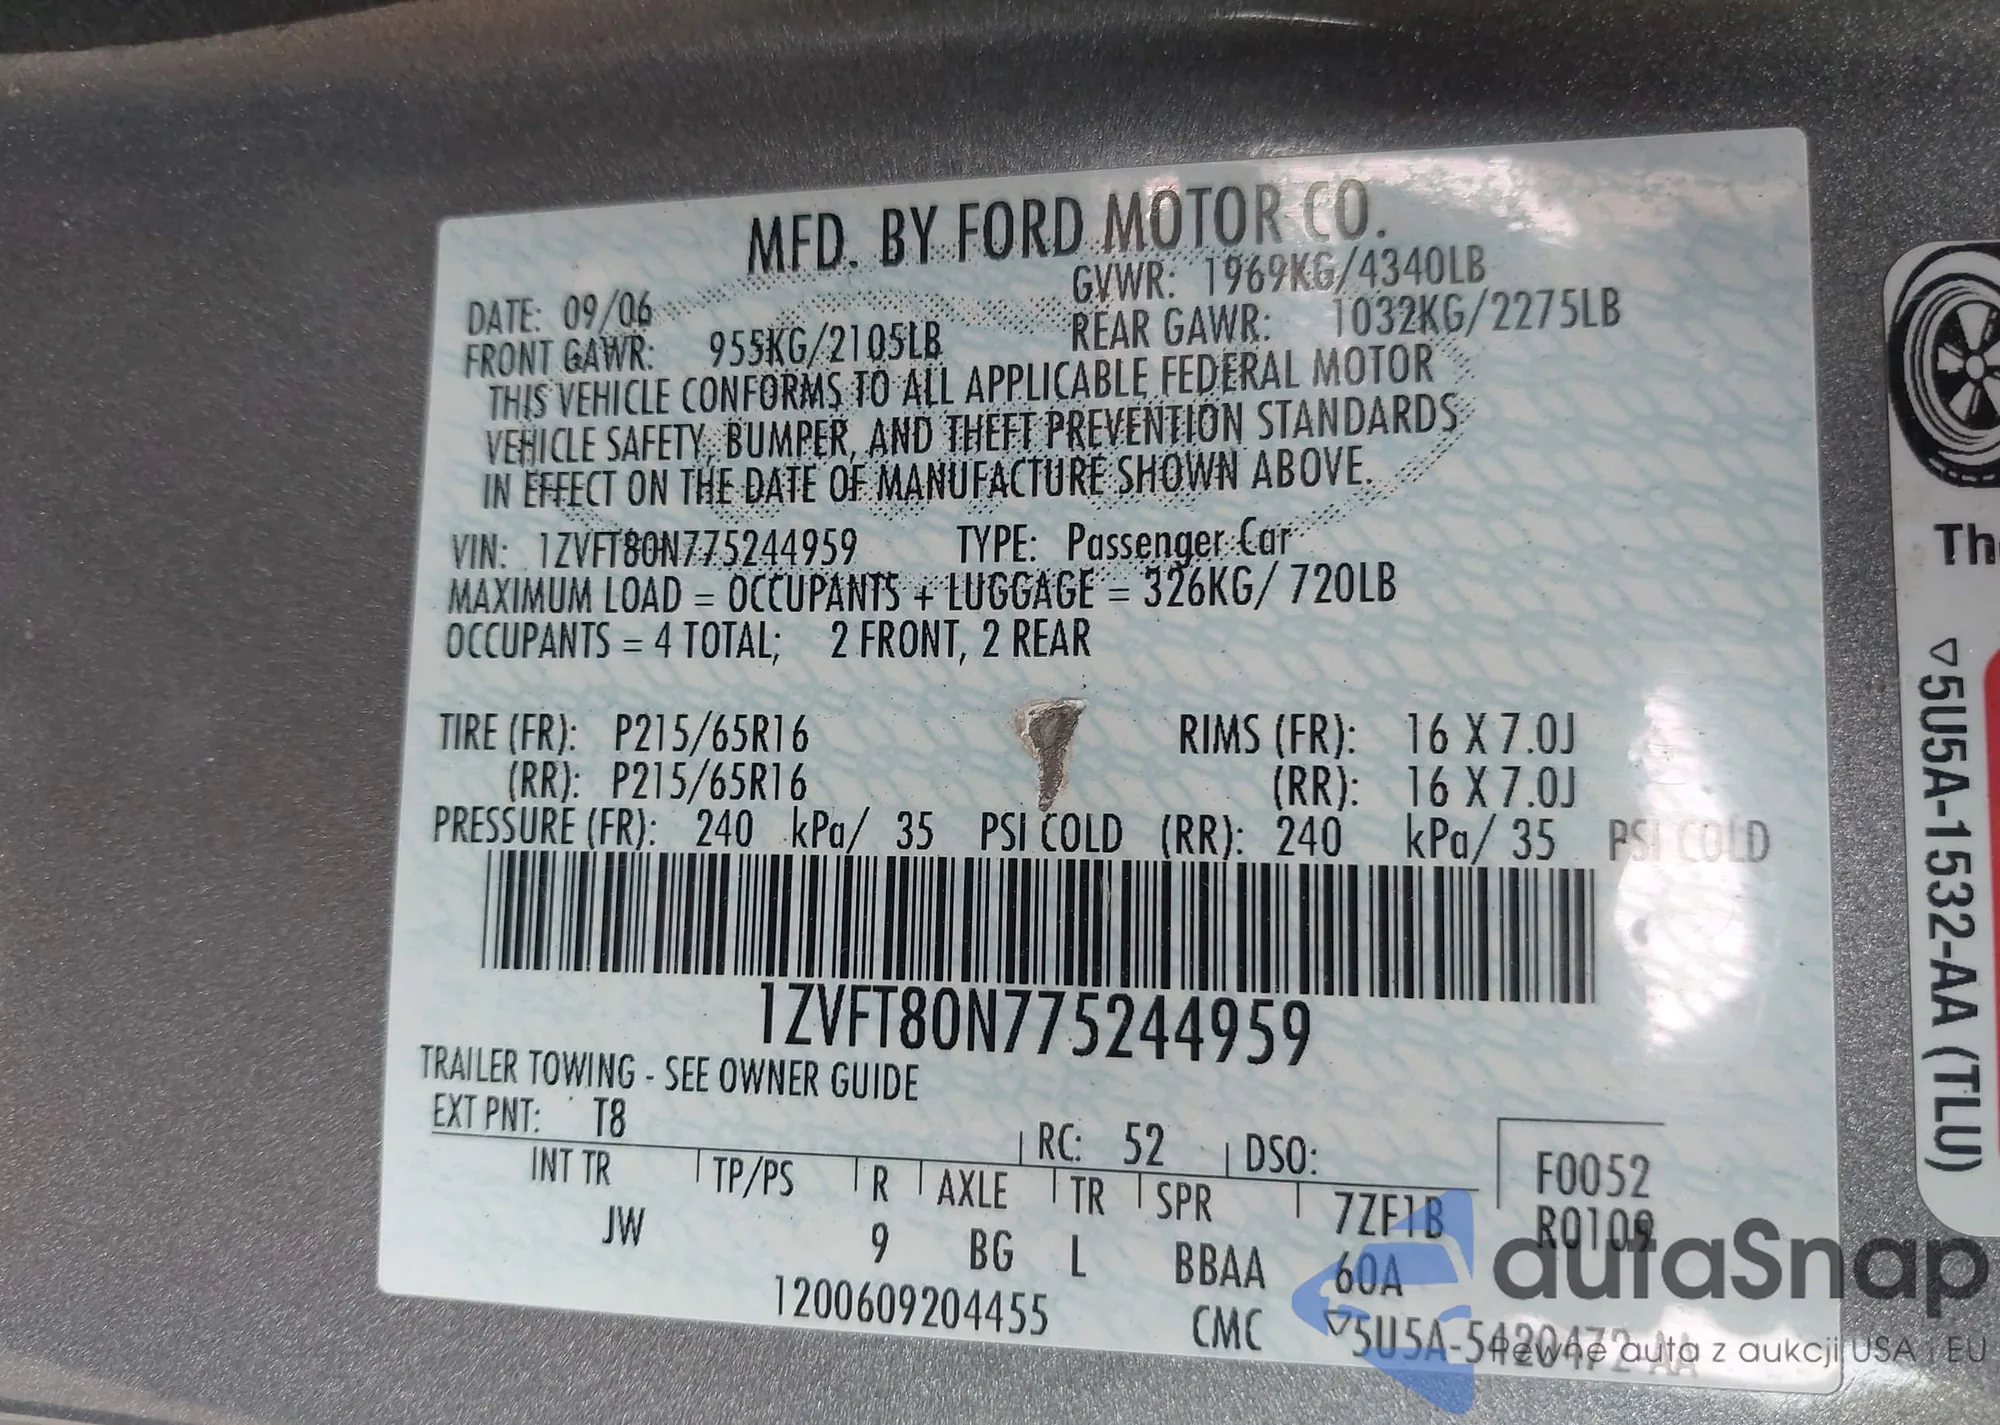 MFD. BY FORD MOTOR CO.
DATE: 09/06 GVWR: 1969KG/4340LB
FRONT GAWR: 955KG/2105LB REAR GAWR: 1032KG/2275LB
THIS VEHICLE CONFORMS TO ALL APPLICABLE FEDERAL MOTOR
VEHICLE SAFETY, BUMPER, AND THEFT PREVENTION STANDARDS
IN EFFECT ON THE DATE OF MANUFACTURE SHOWN ABOVE.
VIN: 1ZVFT80N775244959 TYPE: Passenger Car
MAXIMUM LOAD = OCCUPANTS + LUGGAGE = 326KG/ 720LB
OCCUPANTS = 4 TOTAL; 2 FRONT, 2 REAR
TIRE (FR): P215/65R16 RIMS (FR): 16 X 7.0J
(RR): P215/65R16 (RR): 16 X 7.0J
PRESSURE (FR): 240 kPa/ 35 PSI COLD (RR): 240 kPa/ 35 PSI COLD
1ZVFT80N775244959
TRAILER TOWING - SEE OWNER GUIDE
EXT PNT: T8 RC: 52 DSO: F0052
INT TR TP/PS R AXLE TR SPR 7ZF1B R0109
JW 9 BG L BBAA 60A
1200609204455 CMC ▽5U5A-5420472-AA
▽5U5A-1532-AA (TLU)
autaSnap
Pewne auta z aukcji USA i EU